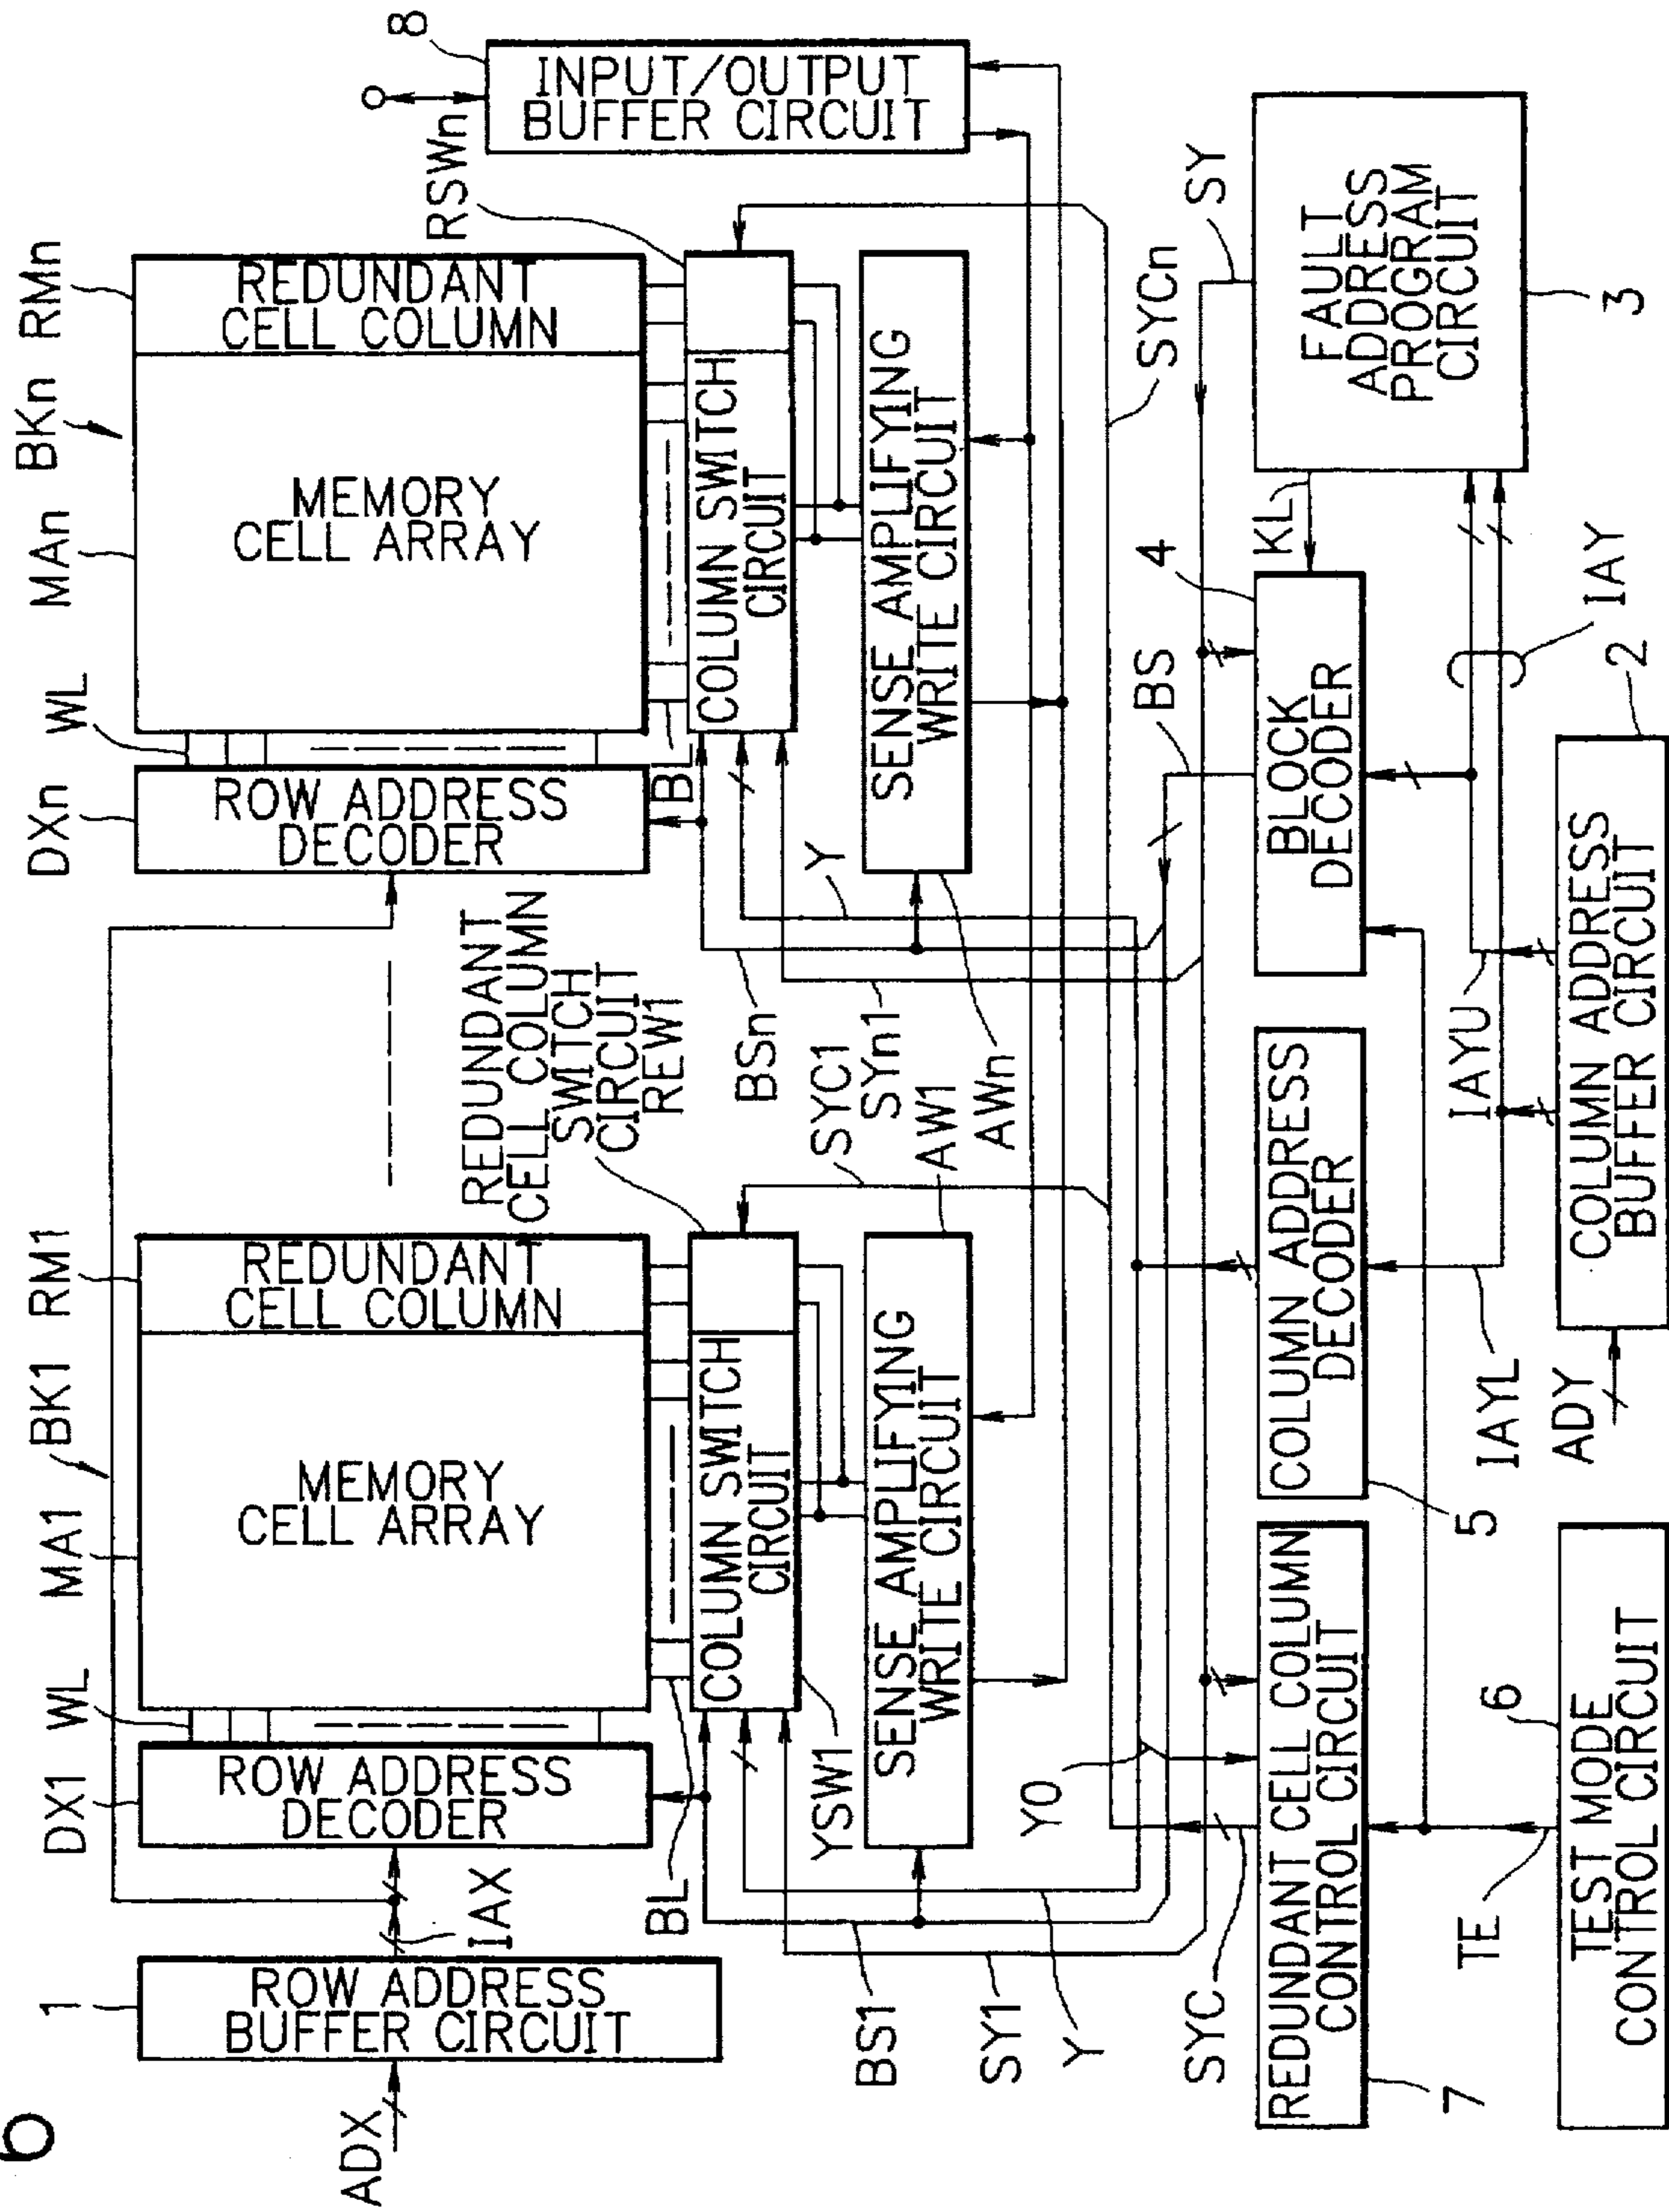 6
ADX
1
ROW ADDRESS
BUFFER CIRCUIT
IAX
DX1
WL
MA1
BK1
RM1
ROW ADDRESS
DECODER
MEMORY
CELL ARRAY
REDUNDANT
CELL COLUMN
BL
YSW1
COLUMN SWITCH
CIRCUIT
SENSE AMPLIFYING
WRITE CIRCUIT
REDUNDANT
CELL COLUMN
SWITCH
CIRCUIT
REW1
SYC1
SYn1
AW1
AWn
BSn
Y
DXn
WL
MAn
BKn
RMn
ROW ADDRESS
DECODER
MEMORY
CELL ARRAY
REDUNDANT
CELL COLUMN
BL
COLUMN SWITCH
CIRCUIT
SENSE AMPLIFYING
WRITE CIRCUIT
RSWn
8
INPUT/OUTPUT
BUFFER CIRCUIT
SYCn
SY
BS1
SY1
Y
Y0
SYC
REDUNDANT CELL COLUMN
CONTROL CIRCUIT
7
TE
6
TEST MODE
CONTROL CIRCUIT
COLUMN ADDRESS
DECODER
5
IAYL
IAYU
ADY
COLUMN ADDRESS
BUFFER CIRCUIT
2
IAY
BS
4
BLOCK
DECODER
KL
FAULT
ADDRESS
PROGRAM
CIRCUIT
3